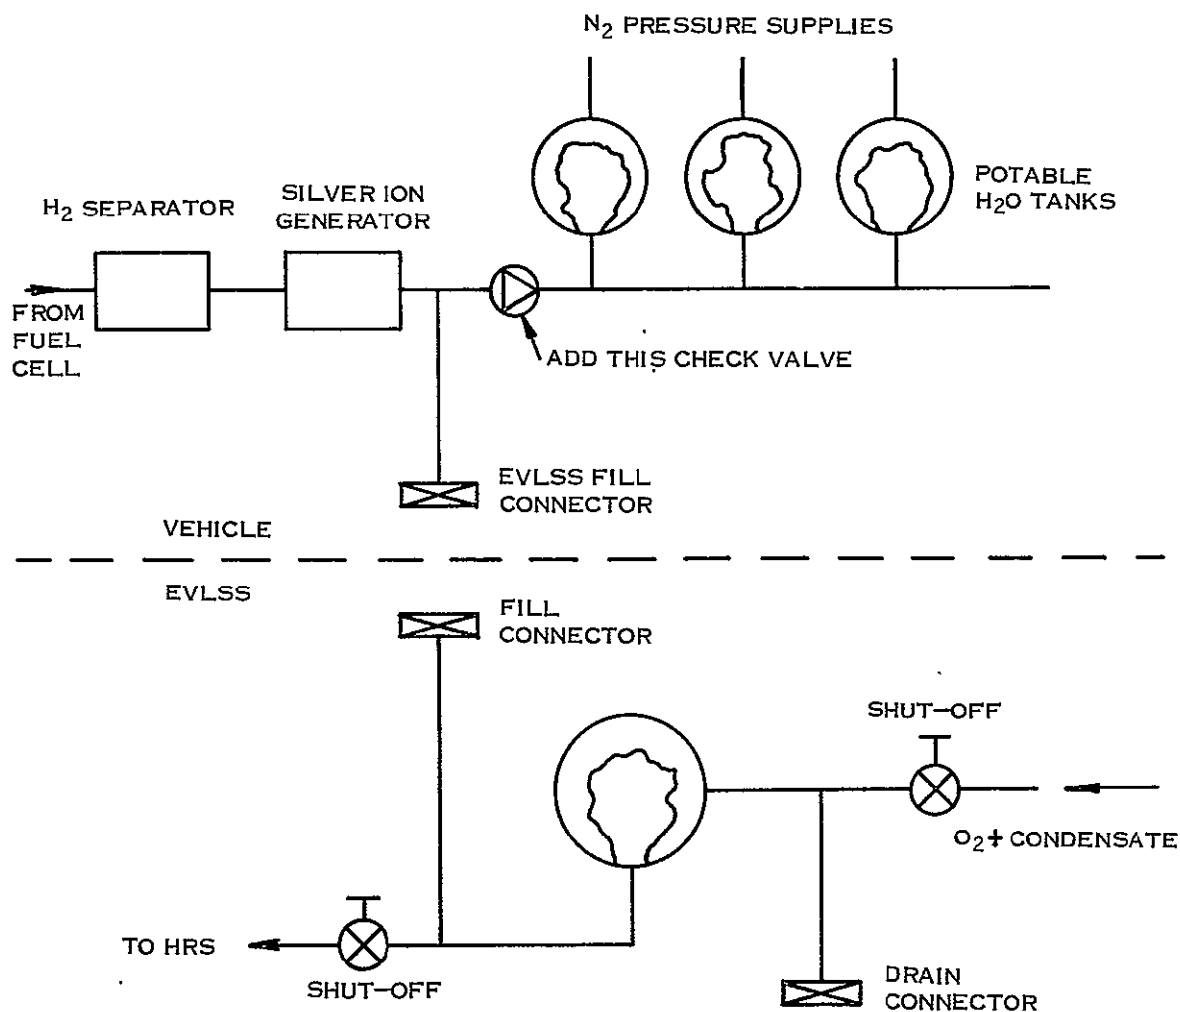 N₂ PRESSURE SUPPLIES
POTABLE
H₂O TANKS
H₂ SEPARATOR
SILVER ION
GENERATOR
FROM
FUEL
CELL
ADD THIS CHECK VALVE
EVLSS FILL
CONNECTOR
VEHICLE
EVLSS
FILL
CONNECTOR
SHUT-OFF
O₂+ CONDENSATE
TO HRS
SHUT-OFF
DRAIN
CONNECTOR